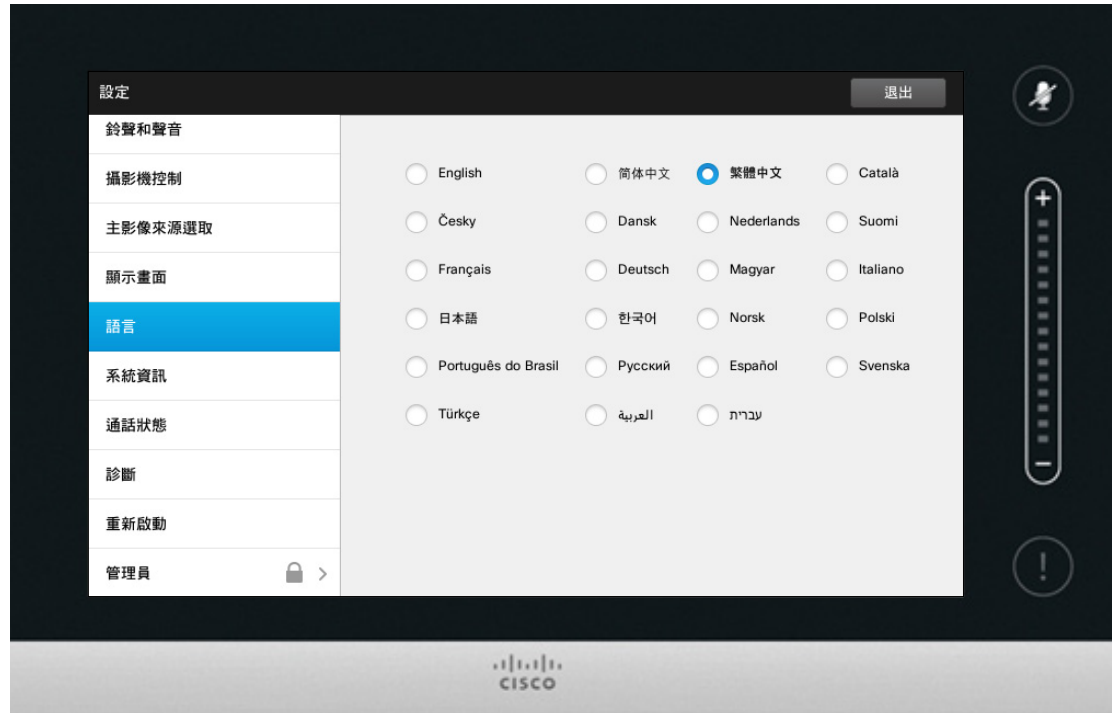 設定
退出
鈴聲和聲音
攝影機控制
主影像來源選取
顯示畫面
語言
系統資訊
通話狀態
診斷
重新啟動
管理員
English 简体中文 繁體中文 Català
Česky Dansk Nederlands Suomi
Français Deutsch Magyar Italiano
日本語 한국어 Norsk Polski
Português do Brasil Русский Español Svenska
Türkçe العربية עברית
+
−
!
CISCO